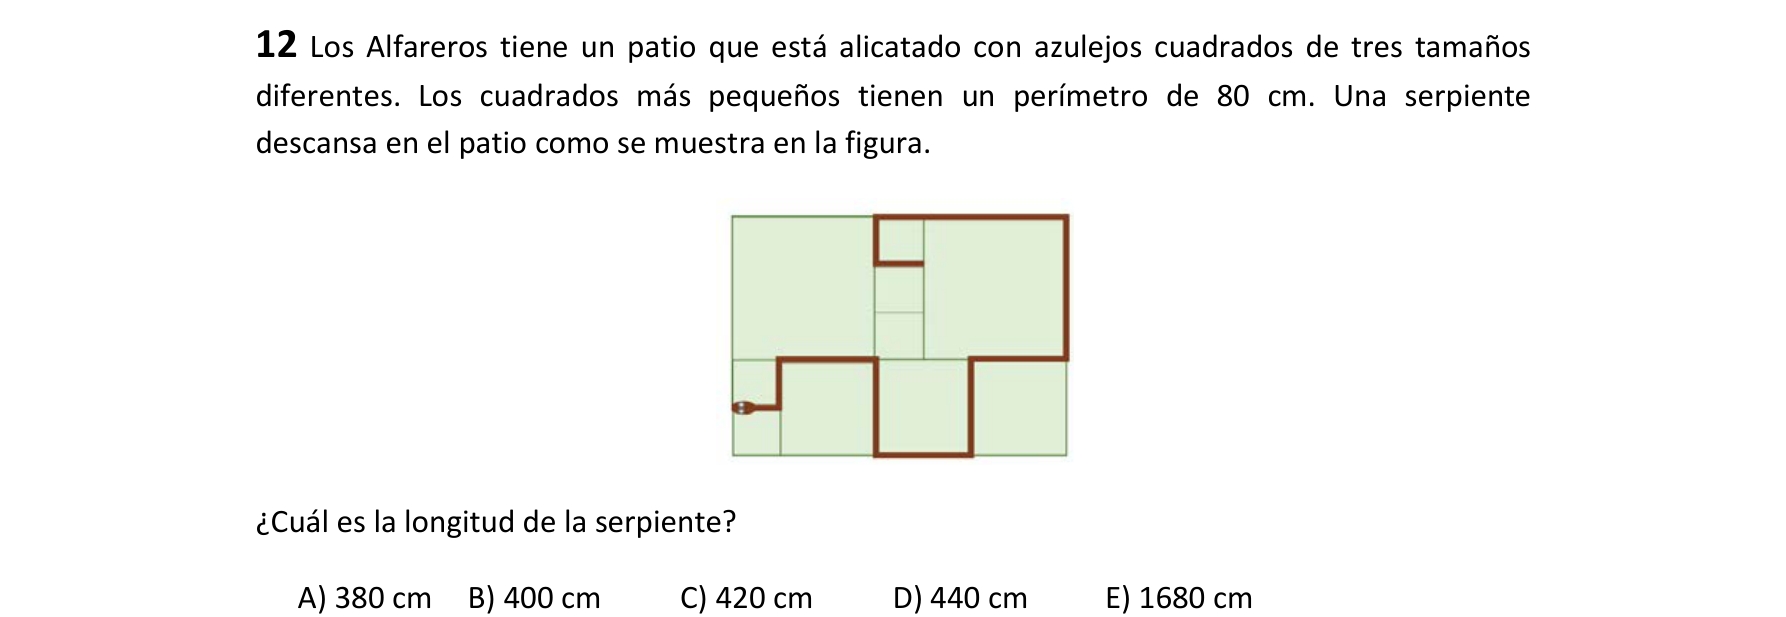 12 Los Alfareros tiene un patio que está alicatado con azulejos cuadrados de tres tamaños
diferentes. Los cuadrados más pequeños tienen un perímetro de 80 cm. Una serpiente
descansa en el patio como se muestra en la figura.
¿Cuál es la longitud de la serpiente?
A) 380 cm B) 400 cm C) 420 cm D) 440 cm E) 1680 cm